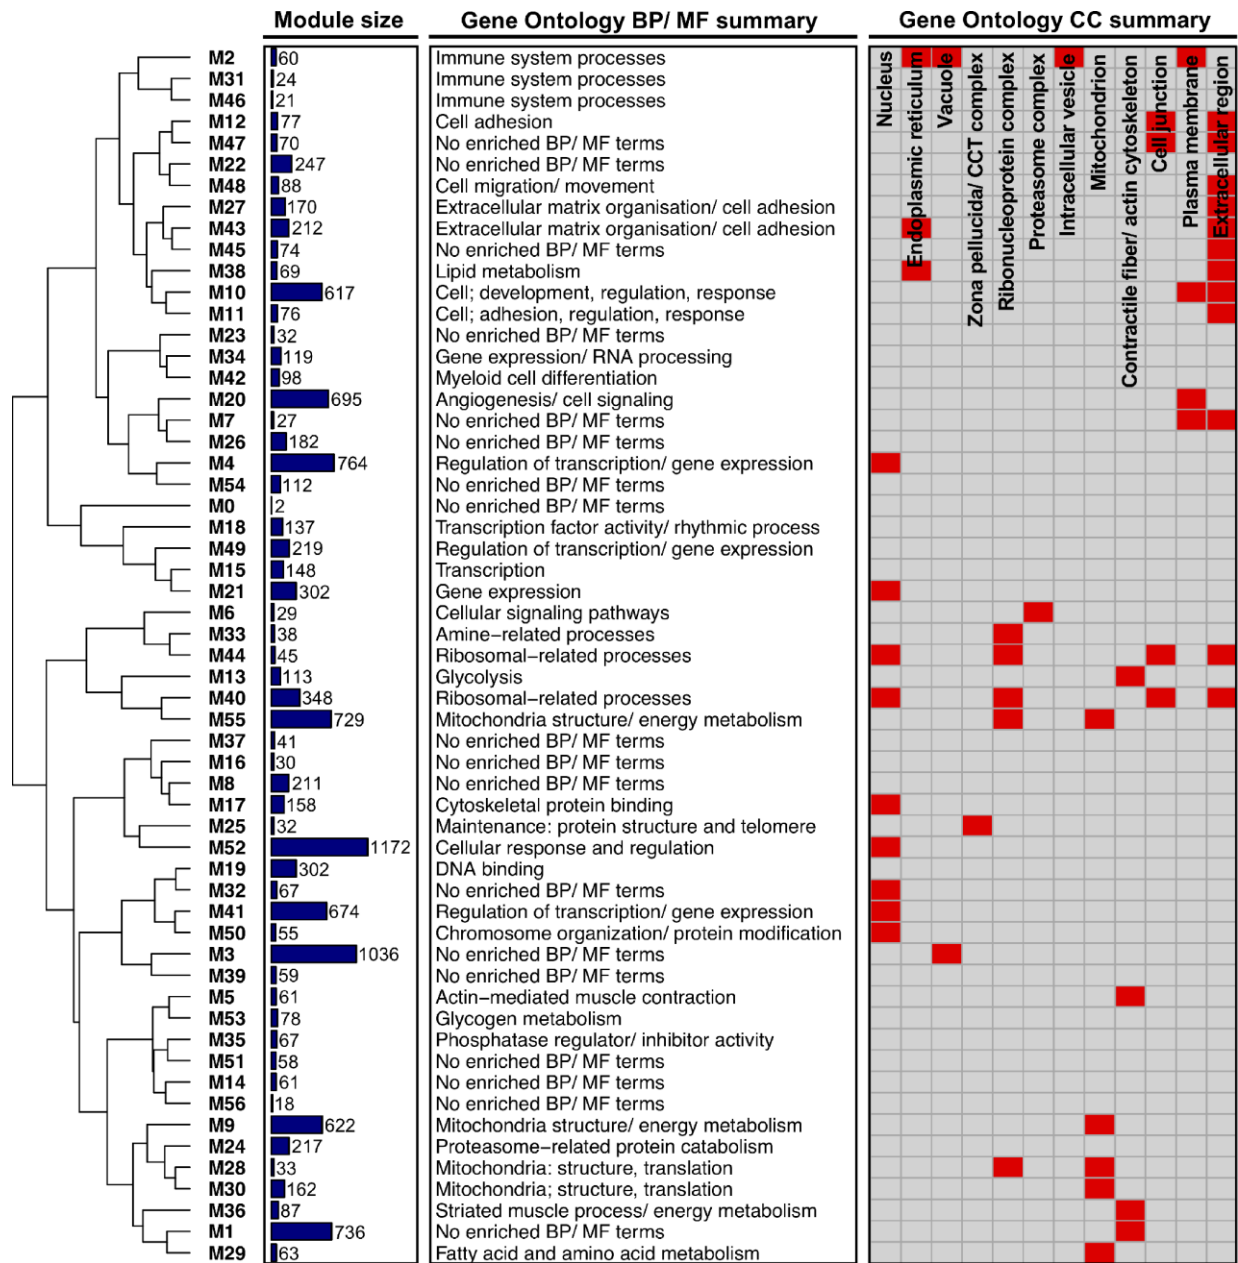 Module size Gene Ontology BP/ MF summary Gene Ontology CC summary
Nucleus
Endoplasmic reticulum
Vacuole
Zona pellucida/ CCT complex
Ribonucleoprotein complex
Proteasome complex
Intracellular vesicle
Mitochondrion
Contractile fiber/ actin cytoskeleton
Cell junction
Plasma membrane
Extracellular region
M2 60 Immune system processes
M31 24 Immune system processes
M46 21 Immune system processes
M12 77 Cell adhesion
M47 70 No enriched BP/ MF terms
M22 247 No enriched BP/ MF terms
M48 88 Cell migration/ movement
M27 170 Extracellular matrix organisation/ cell adhesion
M43 212 Extracellular matrix organisation/ cell adhesion
M45 74 No enriched BP/ MF terms
M38 69 Lipid metabolism
M10 617 Cell; development, regulation, response
M11 76 Cell; adhesion, regulation, response
M23 32 No enriched BP/ MF terms
M34 119 Gene expression/ RNA processing
M42 98 Myeloid cell differentiation
M20 695 Angiogenesis/ cell signaling
M7 27 No enriched BP/ MF terms
M26 182 No enriched BP/ MF terms
M4 764 Regulation of transcription/ gene expression
M54 112 No enriched BP/ MF terms
M0 2 No enriched BP/ MF terms
M18 137 Transcription factor activity/ rhythmic process
M49 219 Regulation of transcription/ gene expression
M15 148 Transcription
M21 302 Gene expression
M6 29 Cellular signaling pathways
M33 38 Amine−related processes
M44 45 Ribosomal−related processes
M13 113 Glycolysis
M40 348 Ribosomal−related processes
M55 729 Mitochondria structure/ energy metabolism
M37 41 No enriched BP/ MF terms
M16 30 No enriched BP/ MF terms
M8 211 No enriched BP/ MF terms
M17 158 Cytoskeletal protein binding
M25 32 Maintenance: protein structure and telomere
M52 1172 Cellular response and regulation
M19 302 DNA binding
M32 67 No enriched BP/ MF terms
M41 674 Regulation of transcription/ gene expression
M50 55 Chromosome organization/ protein modification
M3 1036 No enriched BP/ MF terms
M39 59 No enriched BP/ MF terms
M5 61 Actin−mediated muscle contraction
M53 78 Glycogen metabolism
M35 67 Phosphatase regulator/ inhibitor activity
M51 58 No enriched BP/ MF terms
M14 61 No enriched BP/ MF terms
M56 18 No enriched BP/ MF terms
M9 622 Mitochondria structure/ energy metabolism
M24 217 Proteasome−related protein catabolism
M28 33 Mitochondria: structure, translation
M30 162 Mitochondria; structure, translation
M36 87 Striated muscle process/ energy metabolism
M1 736 No enriched BP/ MF terms
M29 63 Fatty acid and amino acid metabolism